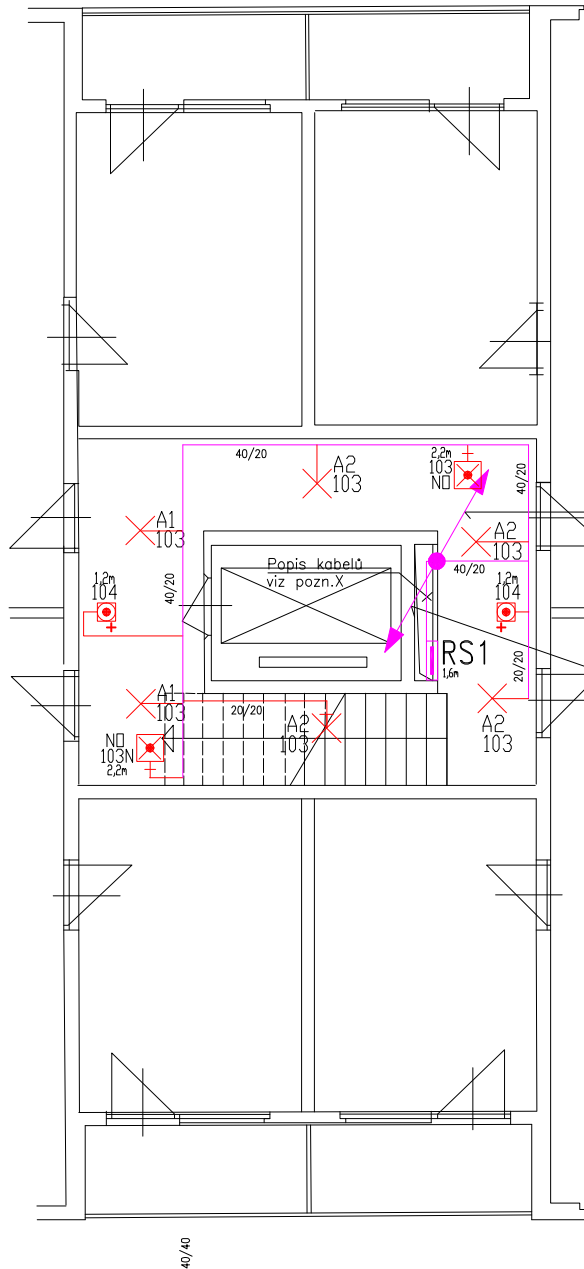 40/20
A2
103
2,2m
103
NO
40/20
A1
103
A2
103
Popis kabelů
viz pozn.X
40/20
40/20
1,2m
104
1,2m
104
RS1
1,6m
20/20
A1
103
20/20
A2
103
A2
103
NO
103N
2,2m
40/40